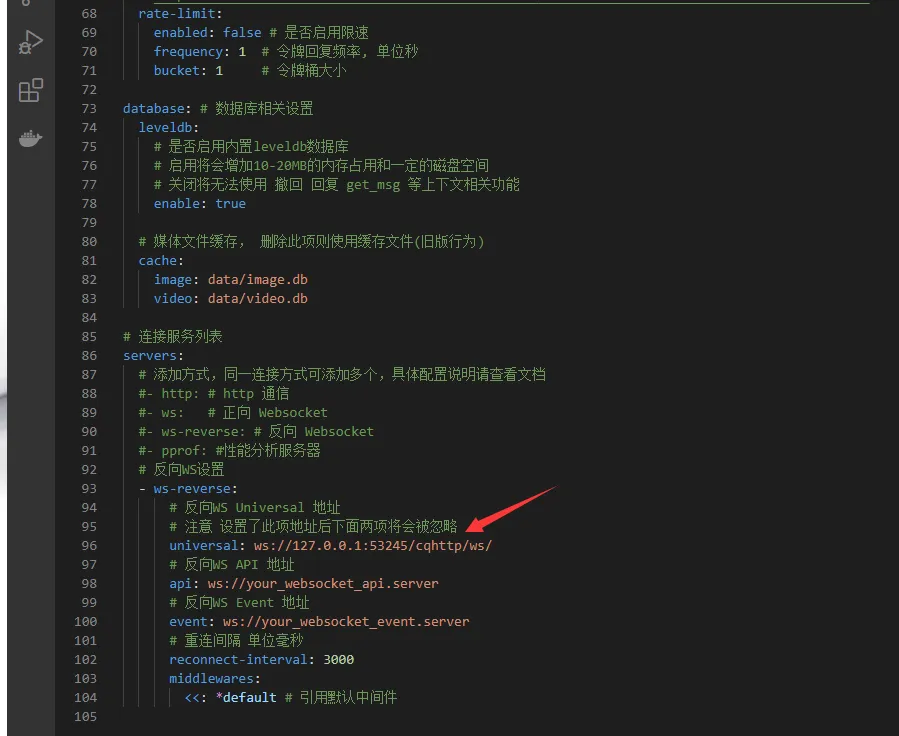 68 rate-limit:
69 enabled: false # 是否启用限速
70 frequency: 1 # 令牌回复频率, 单位秒
71 bucket: 1 # 令牌桶大小
72
73 database: # 数据库相关设置
74 leveldb:
75 # 是否启用内置leveldb数据库
76 # 启用将会增加10-20MB的内存占用和一定的磁盘空间
77 # 关闭将无法使用 撤回 回复 get_msg 等上下文相关功能
78 enable: true
79
80 # 媒体文件缓存, 删除此项则使用缓存文件(旧版行为)
81 cache:
82 image: data/image.db
83 video: data/video.db
84
85 # 连接服务列表
86 servers:
87 # 添加方式，同一连接方式可添加多个，具体配置说明请查看文档
88 #- http: # http 通信
89 #- ws: # 正向 Websocket
90 #- ws-reverse: # 反向 Websocket
91 #- pprof: #性能分析服务器
92 # 反向WS设置
93 - ws-reverse:
94 # 反向WS Universal 地址
95 # 注意 设置了此项地址后下面两项将会被忽略
96 universal: ws://127.0.0.1:53245/cqhttp/ws/
97 # 反向WS API 地址
98 api: ws://your_websocket_api.server
99 # 反向WS Event 地址
100 event: ws://your_websocket_event.server
101 # 重连间隔 单位毫秒
102 reconnect-interval: 3000
103 middlewares:
104 <<: *default # 引用默认中间件
105